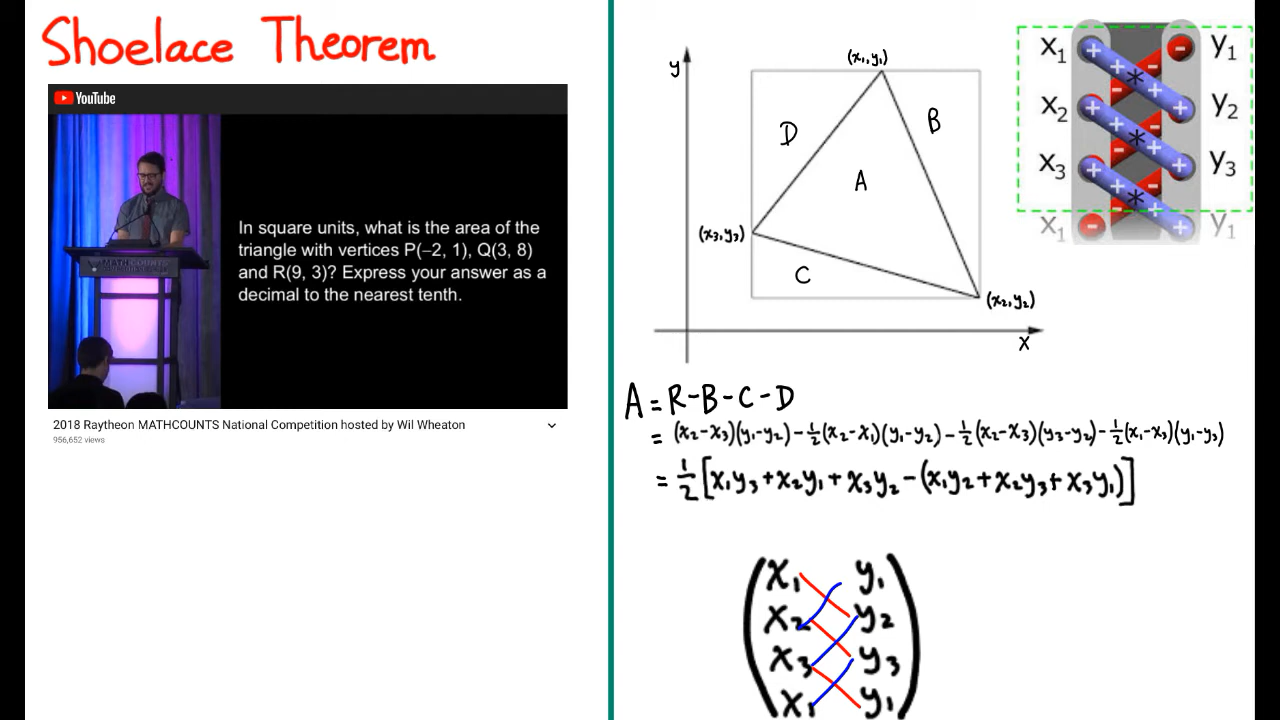 Shoelace Theorem
YouTube
MATHCOUNTS
In square units, what is the area of the
triangle with vertices P(−2, 1), Q(3, 8)
and R(9, 3)? Express your answer as a
decimal to the nearest tenth.
2018 Raytheon MATHCOUNTS National Competition hosted by Wil Wheaton
956,652 views
y
(x₁,y₁)
D
B
A
(x₃,y₃)
C
(x₂,y₂)
x
x₁ + - y₁
- * +
x₂ + + y₂
+ * -
x₃ + + y₃
- * +
x₁ - + y₁
A = R-B-C-D
= (x₂-x₃)(y₁-y₂) - ½(x₂-x₁)(y₁-y₂) - ½(x₂-x₃)(y₃-y₂) - ½(x₁-x₃)(y₁-y₃)
= ½[x₁y₃ + x₂y₁ + x₃y₂ - (x₁y₂ + x₂y₃ + x₃y₁)]
x₁ y₁
x₂ y₂
x₃ y₃
x₁ y₁